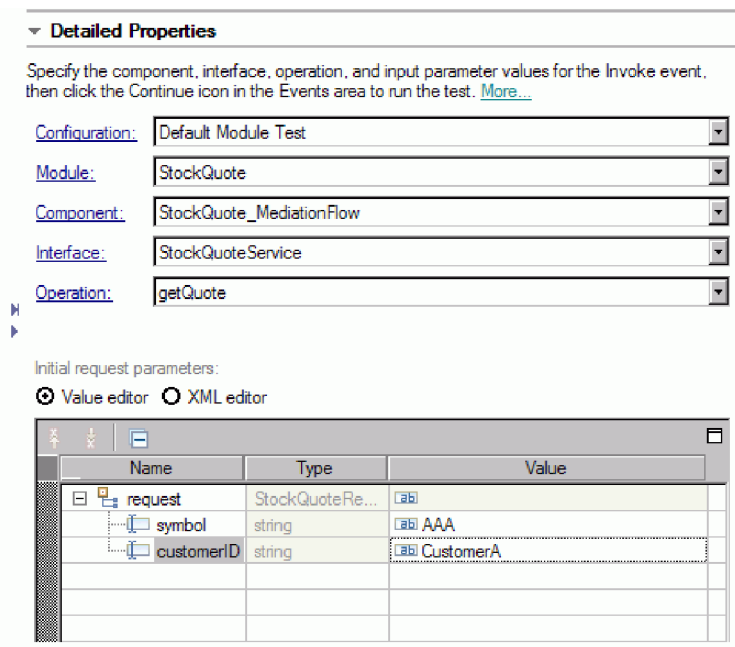 Detailed Properties
Specify the component, interface, operation, and input parameter values for the Invoke event,
then click the Continue icon in the Events area to run the test. More...
Configuration: Default Module Test
Module: StockQuote
Component: StockQuote_MediationFlow
Interface: StockQuoteService
Operation: getQuote
Initial request parameters:
Value editor XML editor
Name Type Value
request StockQuoteRe... ab
symbol string ab AAA
customerID string ab CustomerA